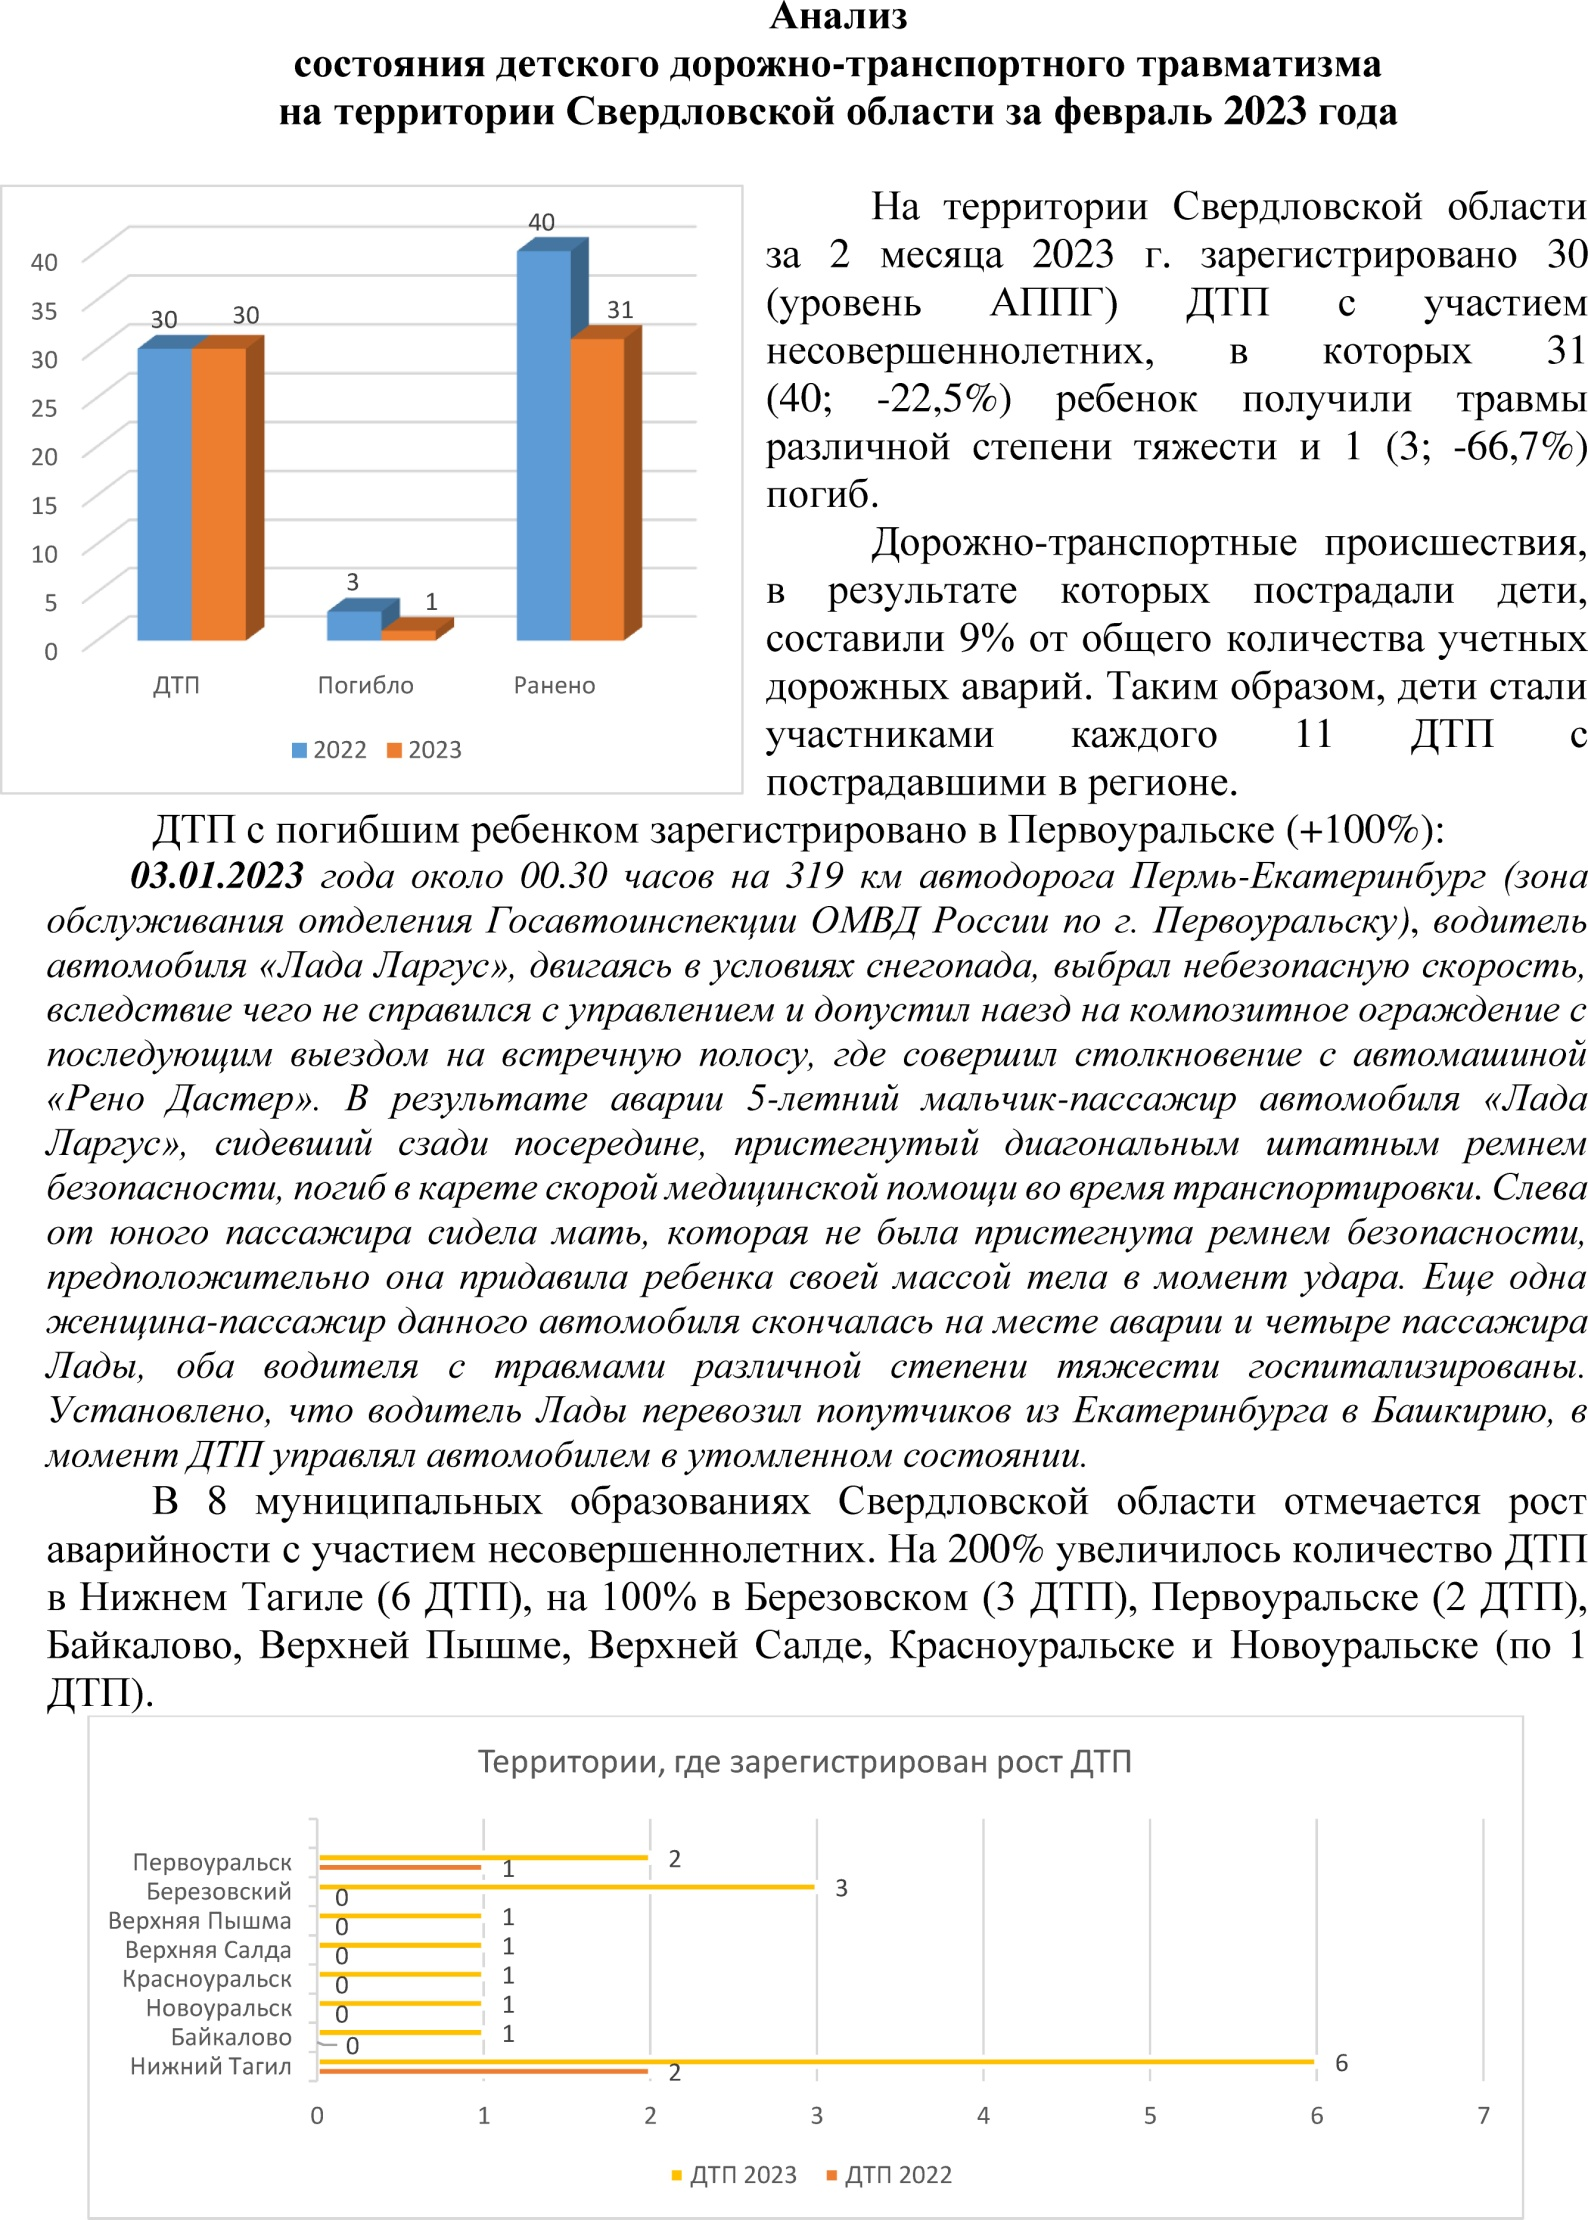 Анализ
состояния детского дорожно-транспортного травматизма
на территории Свердловской области за февраль 2023 года
40
35
30
25
20
15
10
5
0
30
30
3
1
40
31
ДТП
Погибло
Ранено
2022
2023
На территории Свердловской области
за 2 месяца 2023 г. зарегистрировано 30
(уровень АППГ) ДТП с участием
несовершеннолетних, в которых 31
(40; -22,5%) ребенок получили травмы
различной степени тяжести и 1 (3; -66,7%)
погиб.
Дорожно-транспортные происшествия,
в результате которых пострадали дети,
составили 9% от общего количества учетных
дорожных аварий. Таким образом, дети стали
участниками каждого 11 ДТП с
пострадавшими в регионе.
ДТП с погибшим ребенком зарегистрировано в Первоуральске (+100%):
03.01.2023 года около 00.30 часов на 319 км автодорога Пермь-Екатеринбург (зона
обслуживания отделения Госавтоинспекции ОМВД России по г. Первоуральску), водитель
автомобиля «Лада Ларгус», двигаясь в условиях снегопада, выбрал небезопасную скорость,
вследствие чего не справился с управлением и допустил наезд на композитное ограждение с
последующим выездом на встречную полосу, где совершил столкновение с автомашиной
«Рено Дастер». В результате аварии 5-летний мальчик-пассажир автомобиля «Лада
Ларгус», сидевший сзади посередине, пристегнутый диагональным штатным ремнем
безопасности, погиб в карете скорой медицинской помощи во время транспортировки. Слева
от юного пассажира сидела мать, которая не была пристегнута ремнем безопасности,
предположительно она придавила ребенка своей массой тела в момент удара. Еще одна
женщина-пассажир данного автомобиля скончалась на месте аварии и четыре пассажира
Лады, оба водителя с травмами различной степени тяжести госпитализированы.
Установлено, что водитель Лады перевозил попутчиков из Екатеринбурга в Башкирию, в
момент ДТП управлял автомобилем в утомленном состоянии.
В 8 муниципальных образованиях Свердловской области отмечается рост
аварийности с участием несовершеннолетних. На 200% увеличилось количество ДТП
в Нижнем Тагиле (6 ДТП), на 100% в Березовском (3 ДТП), Первоуральске (2 ДТП),
Байкалово, Верхней Пышме, Верхней Салде, Красноуральске и Новоуральске (по 1
ДТП).
Территории, где зарегистрирован рост ДТП
Первоуральск 2
1
Березовский 3
0
Верхняя Пышма 1
0
Верхняя Салда 1
0
Красноуральск 1
0
Новоуральск 1
0
Байкалово 1
0
Нижний Тагил 6
2
0 1 2 3 4 5 6 7
ДТП 2023 ДТП 2022